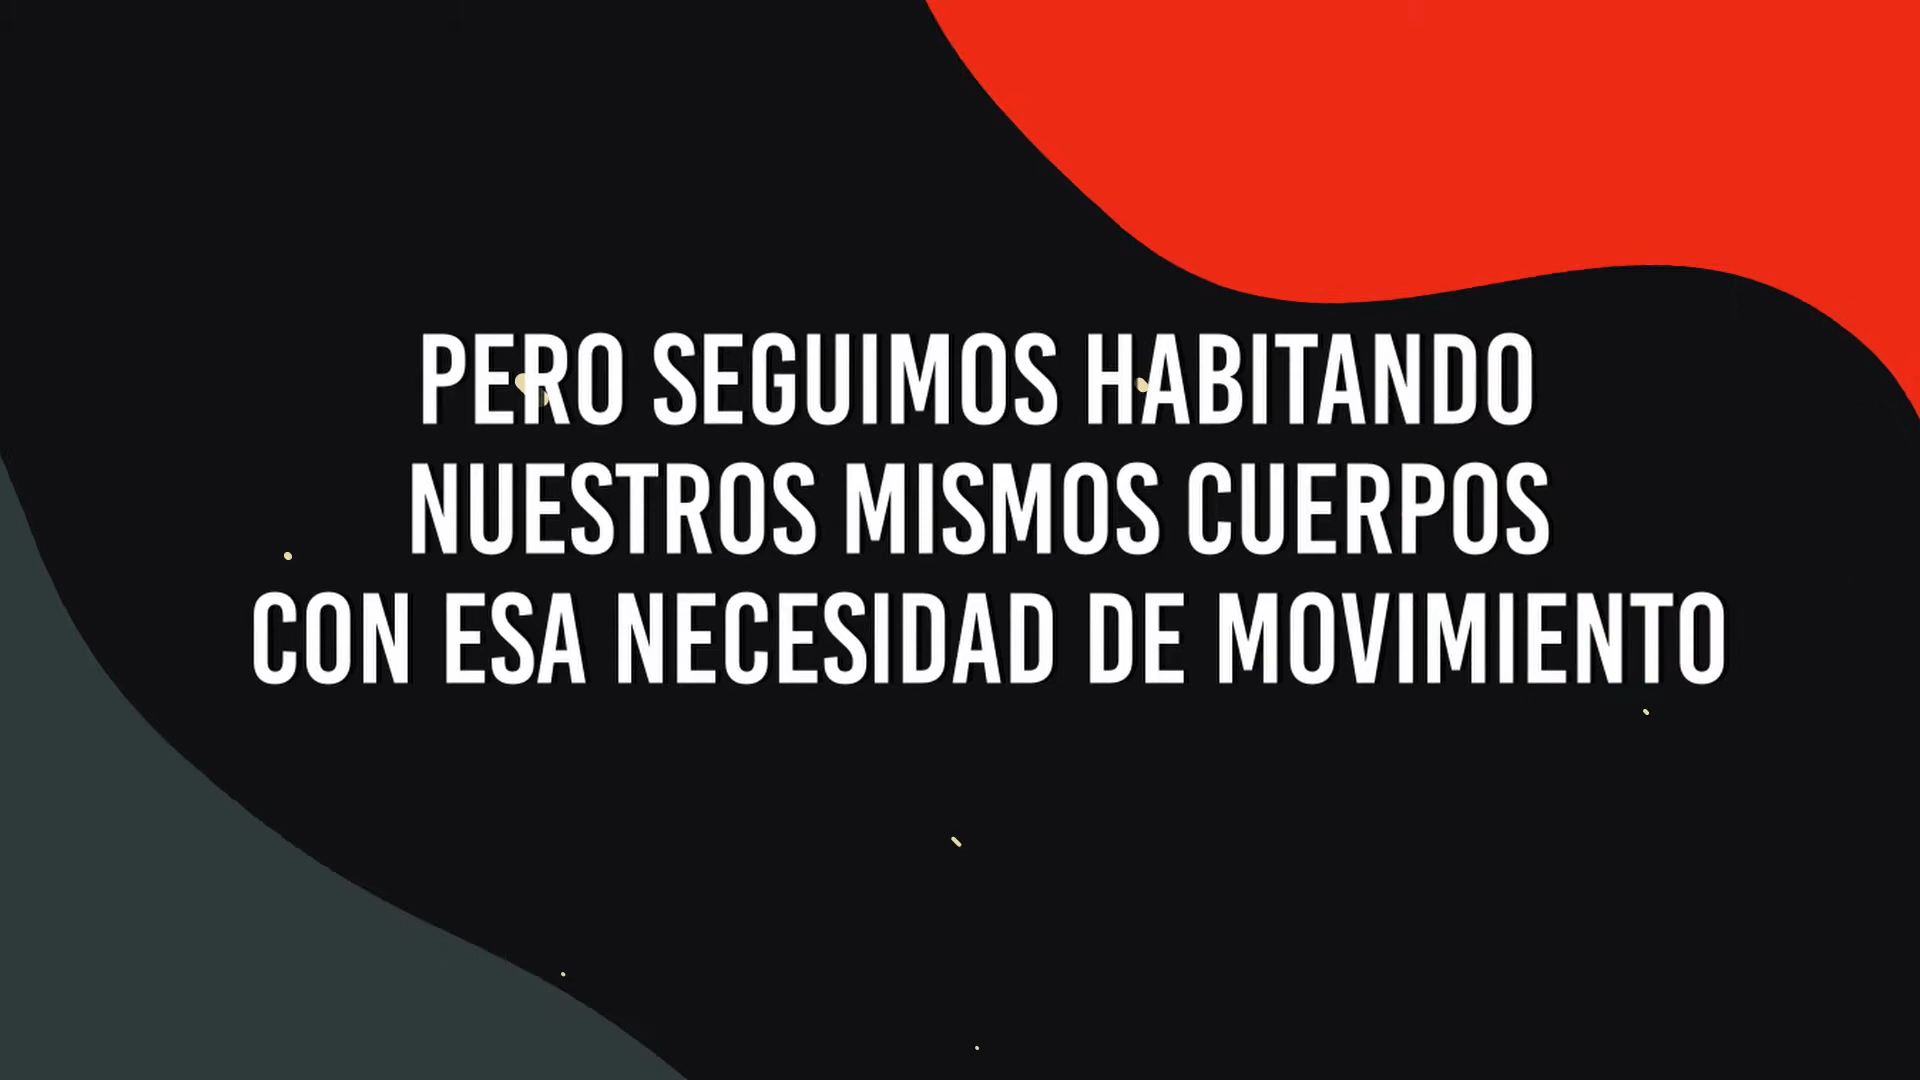 PERO SEGUIMOS HABITANDO
NUESTROS MISMOS CUERPOS
CON ESA NECESIDAD DE MOVIMIENTO